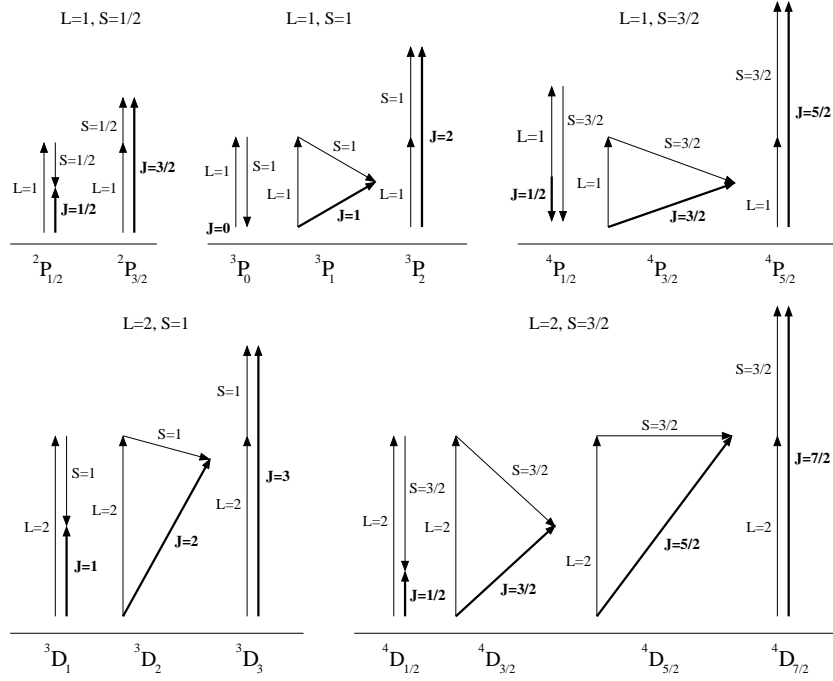 L=1, S=1/2
L=1
S=1/2
J=1/2
S=1/2
L=1
J=3/2
²P₁/₂
²P₃/₂
L=1, S=1
L=1
S=1
J=0
S=1
L=1
J=1
S=1
L=1
J=2
³P₀
³P₁
³P₂
L=1, S=3/2
L=1
S=3/2
J=1/2
S=3/2
L=1
J=3/2
S=3/2
L=1
J=5/2
⁴P₁/₂
⁴P₃/₂
⁴P₅/₂
L=2, S=1
L=2
S=1
J=1
S=1
L=2
J=2
S=1
L=2
J=3
³D₁
³D₂
³D₃
L=2, S=3/2
L=2
S=3/2
J=1/2
S=3/2
L=2
J=3/2
S=3/2
L=2
J=5/2
S=3/2
L=2
J=7/2
⁴D₁/₂
⁴D₃/₂
⁴D₅/₂
⁴D₇/₂